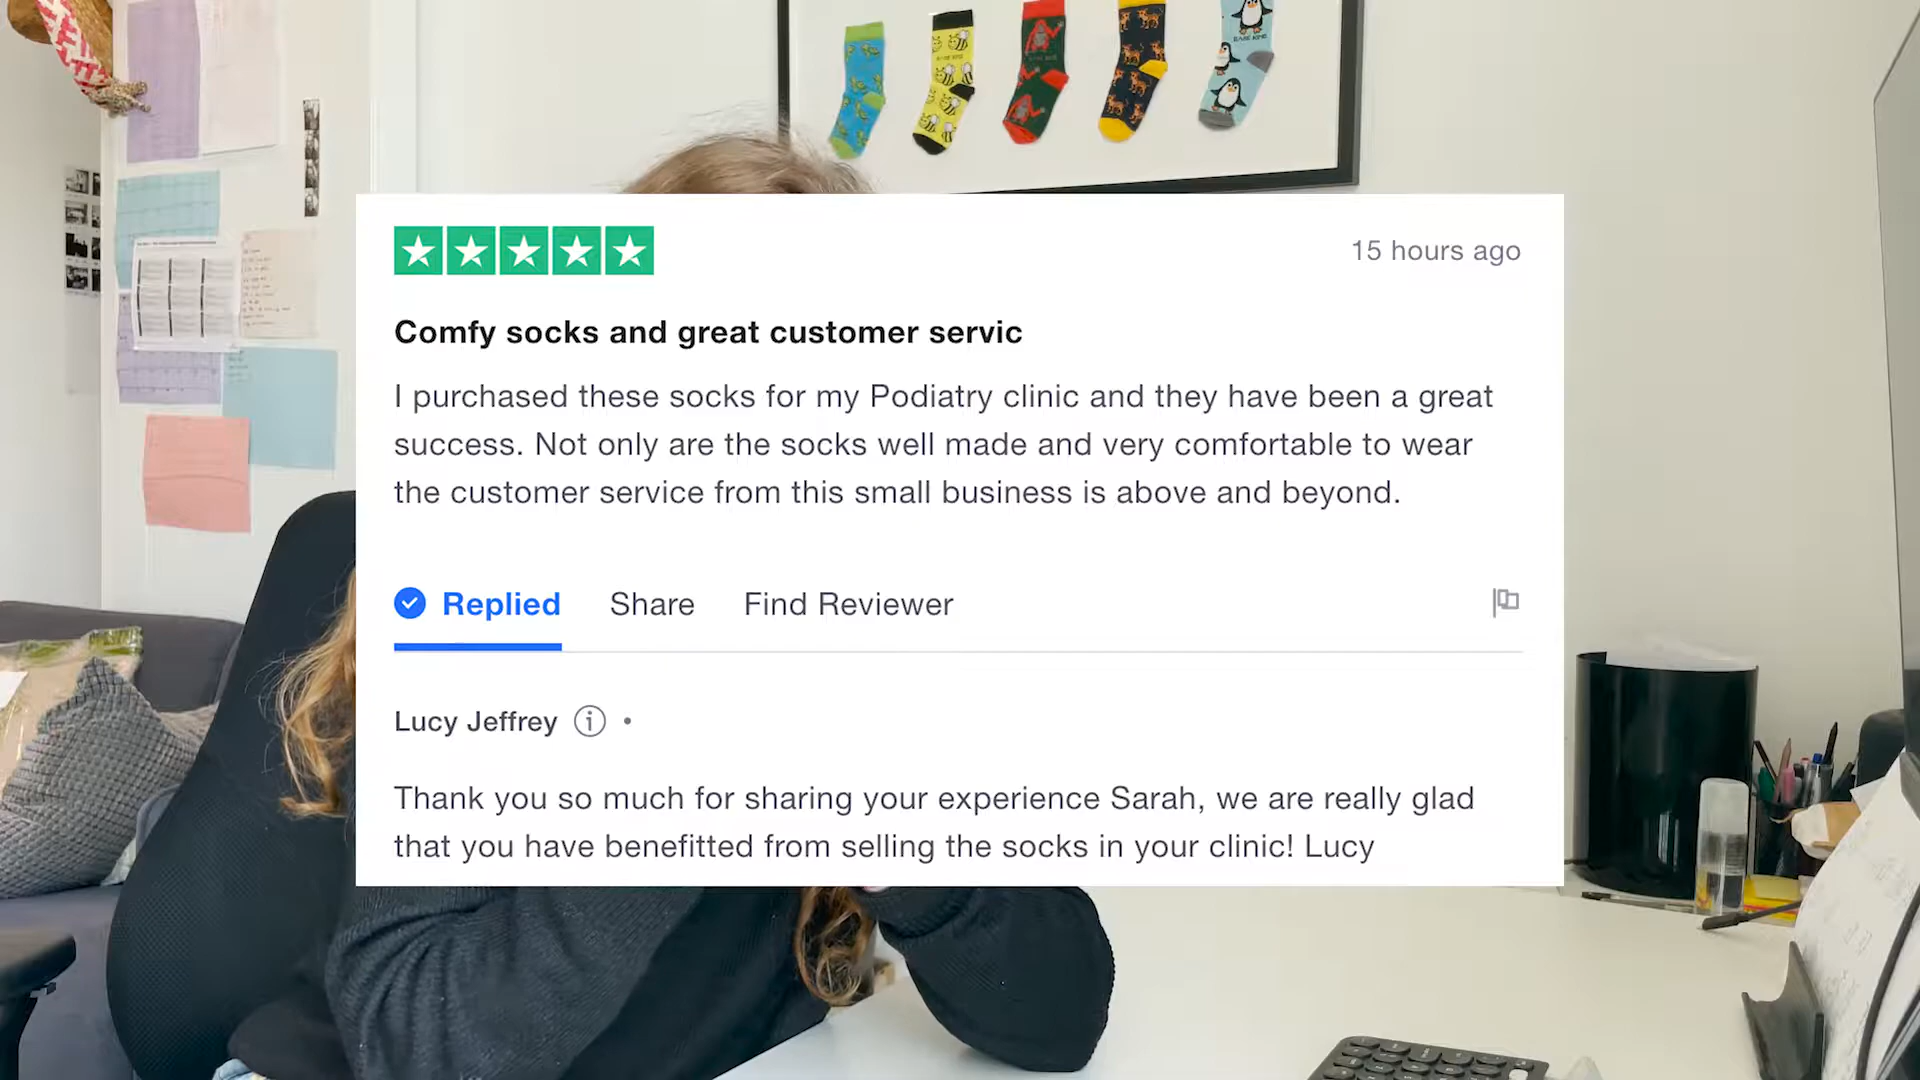 15 hours ago
Comfy socks and great customer servic
I purchased these socks for my Podiatry clinic and they have been a great
success. Not only are the socks well made and very comfortable to wear
the customer service from this small business is above and beyond.
Replied Share Find Reviewer
Lucy Jeffrey
Thank you so much for sharing your experience Sarah, we are really glad
that you have benefitted from selling the socks in your clinic! Lucy